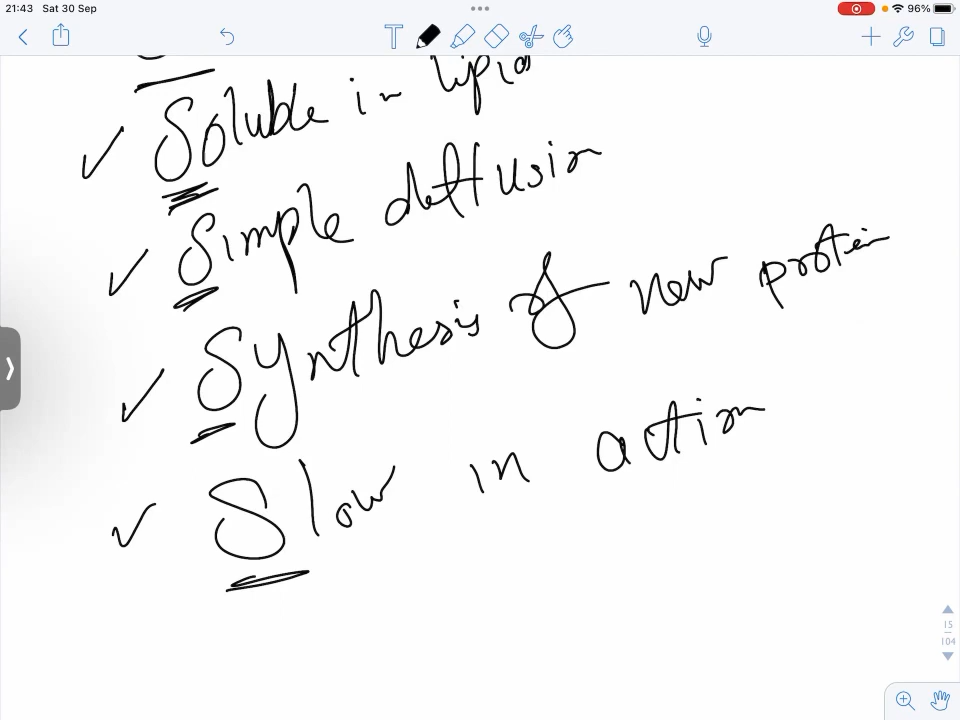 21:43 Sat 30 Sep
96%
T
✓ Soluble in lipid
✓ Simple deffusion
✓ Synthesis of new protein
✓ Slow in action
15
104